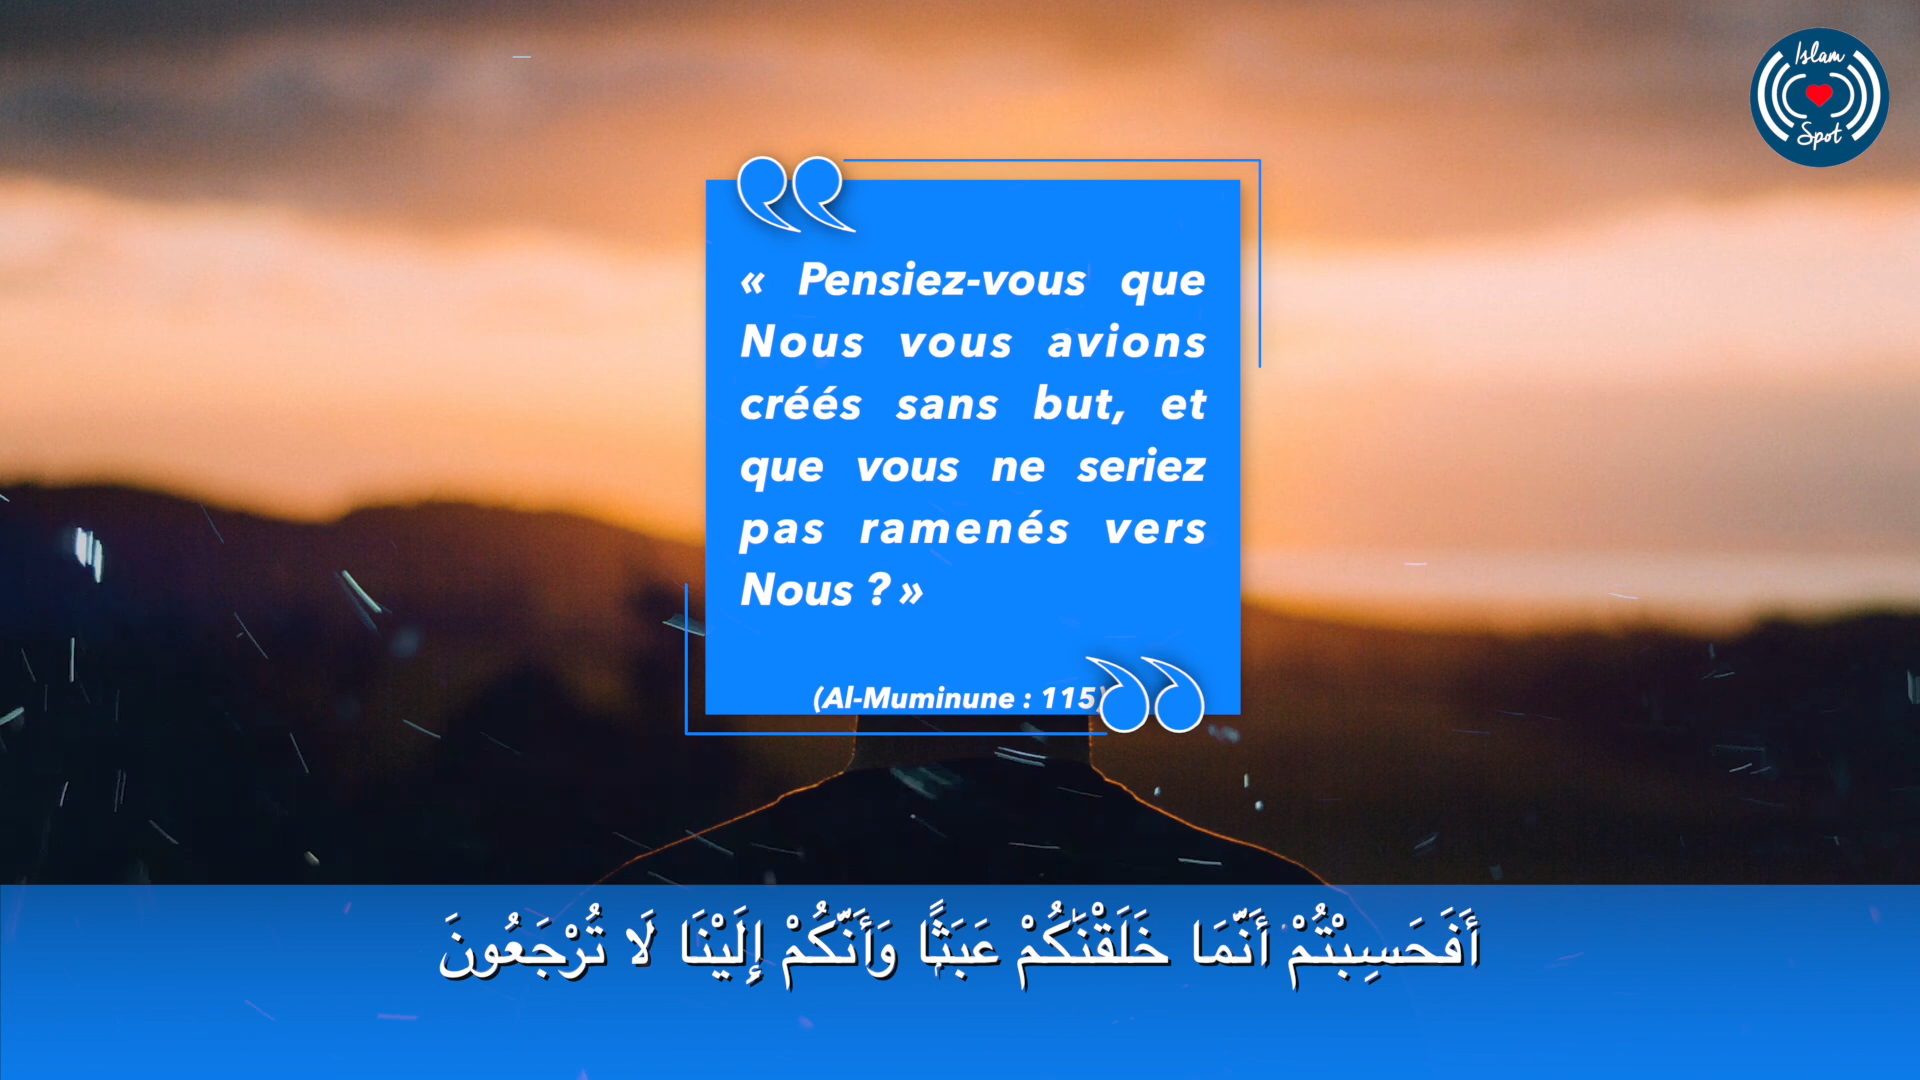 Islam
Spot
« Pensiez-vous que
Nous vous avions
créés sans but, et
que vous ne seriez
pas ramenés vers
Nous ? »
(Al-Muminune : 115)
أَفَحَسِبْتُمْ أَنَّمَا خَلَقْنَٰكُمْ عَبَثًا وَأَنَّكُمْ إِلَيْنَا لَا تُرْجَعُونَ